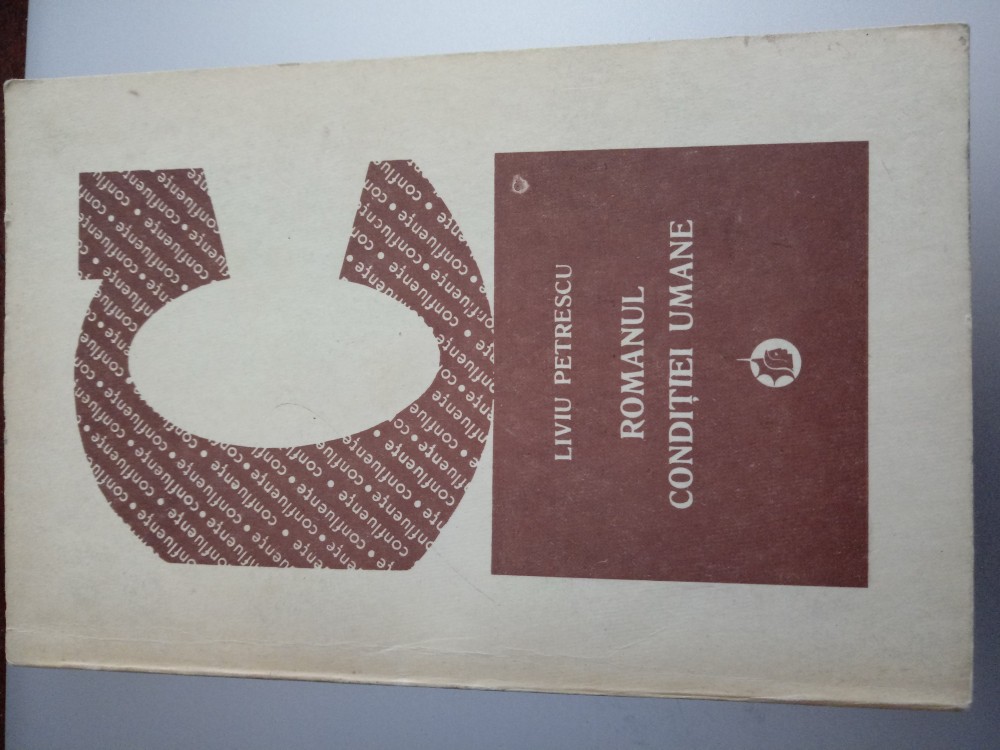 confluențe • confluențe • confluențe
LIVIU PETRESCU
ROMANUL
CONDIȚIEI UMANE